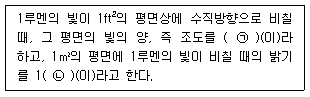 1루멘의 빛이 1ft²의 평면상에 수직방향으로 비칠
때, 그 평면의 빛의 양, 즉 조도를 ( ㉠ )(이)라
하고, 1㎡의 평면에 1루멘의 빛이 비칠 때의 밝기
를 1( ㉡ )(이)라고 한다.